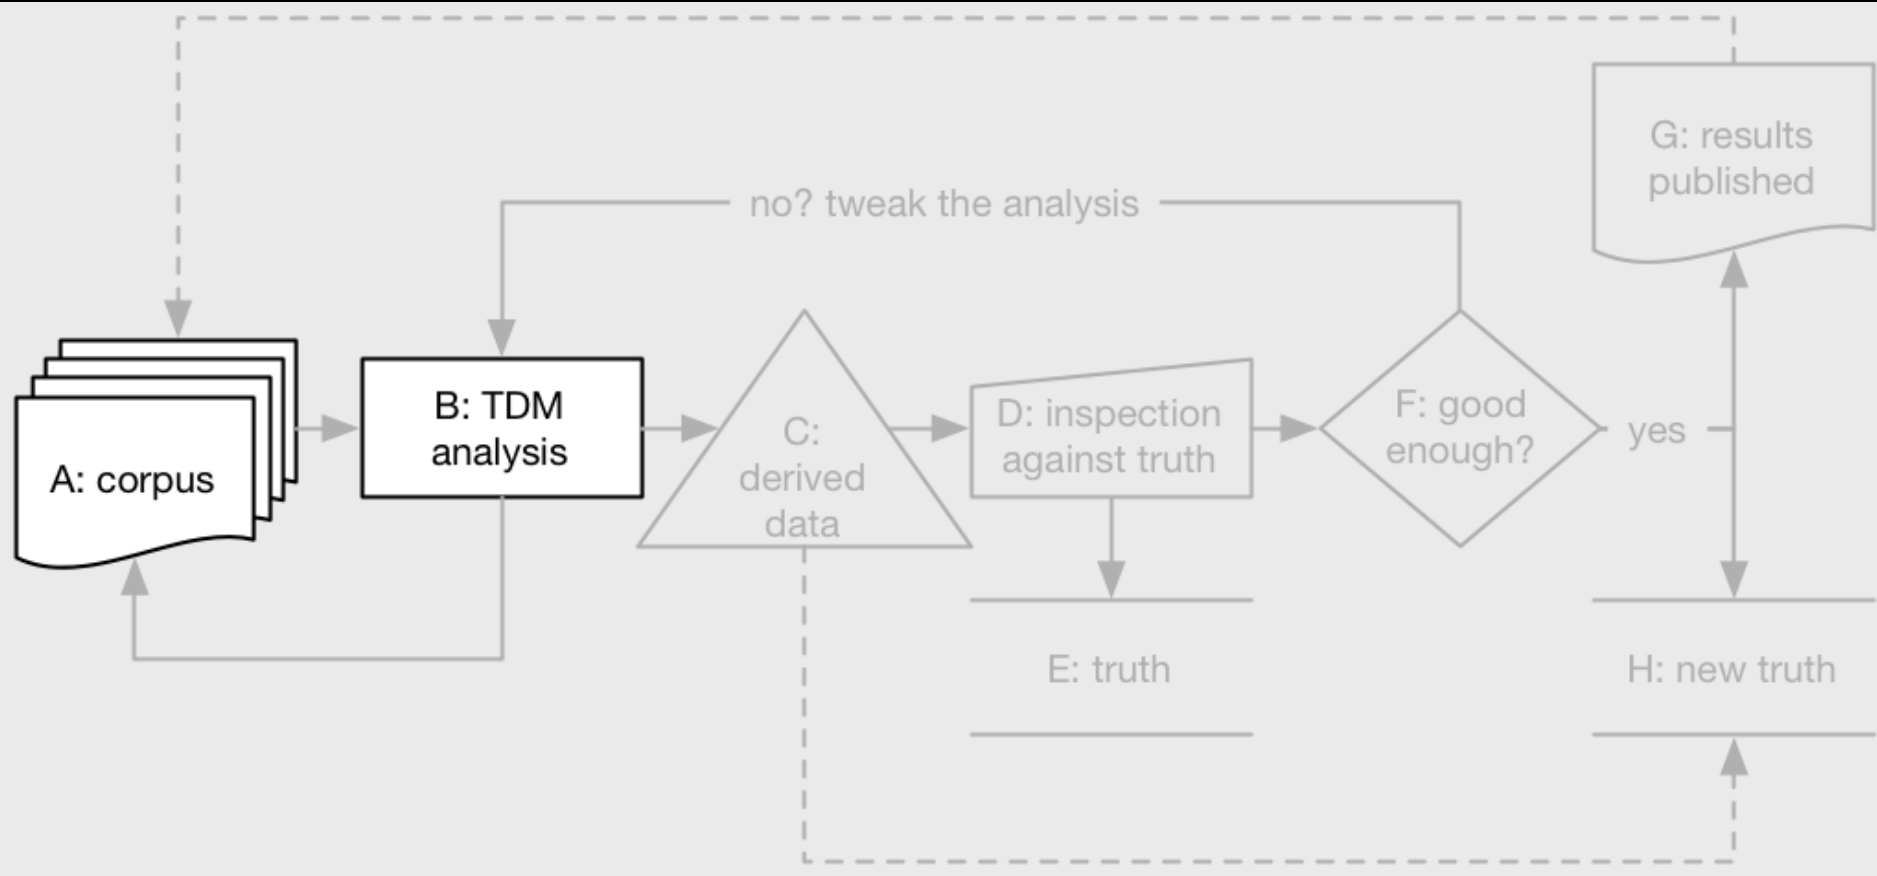 G: results
published
no? tweak the analysis
A: corpus
B: TDM
analysis
C:
derived
data
D: inspection
against truth
F: good
enough?
yes
E: truth
H: new truth